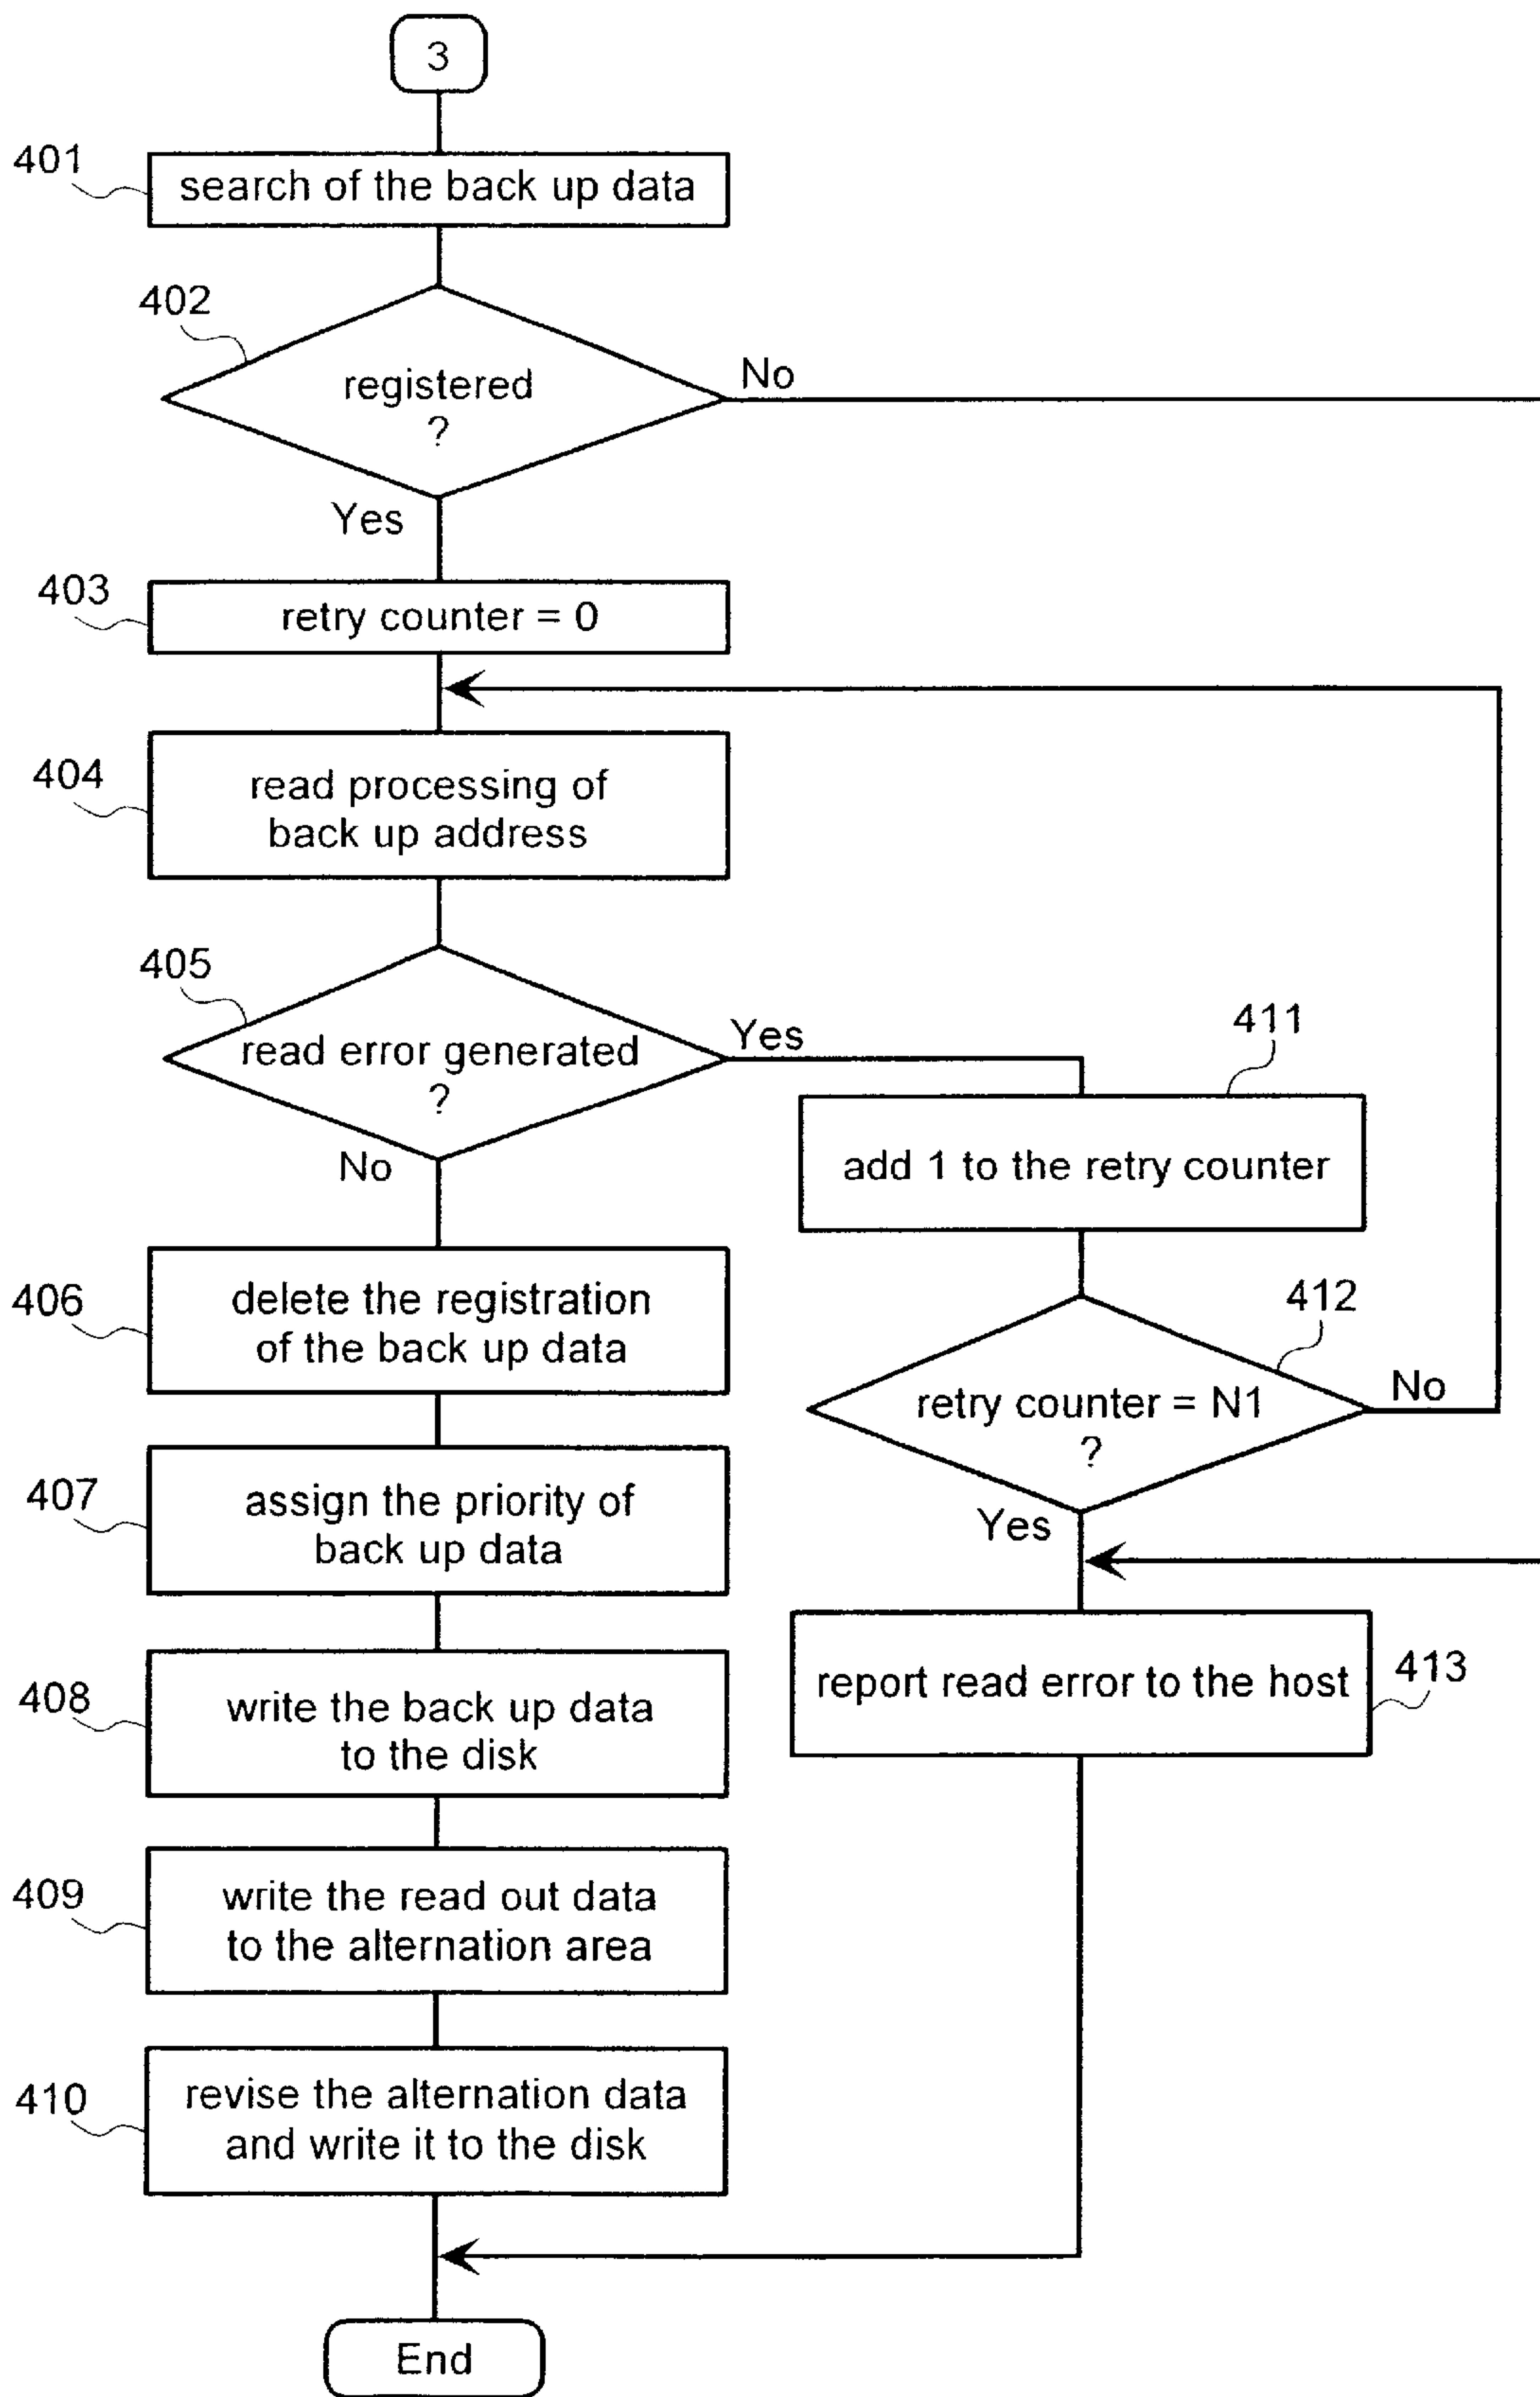 3
401
search of the back up data
402
registered
?
No
Yes
403
retry counter = 0
404
read processing of
back up address
405
read error generated
?
Yes
No
411
add 1 to the retry counter
406
delete the registration
of the back up data
412
retry counter = N1
?
No
Yes
407
assign the priority of
back up data
408
write the back up data
to the disk
report read error to the host
413
409
write the read out data
to the alternation area
410
revise the alternation data
and write it to the disk
End